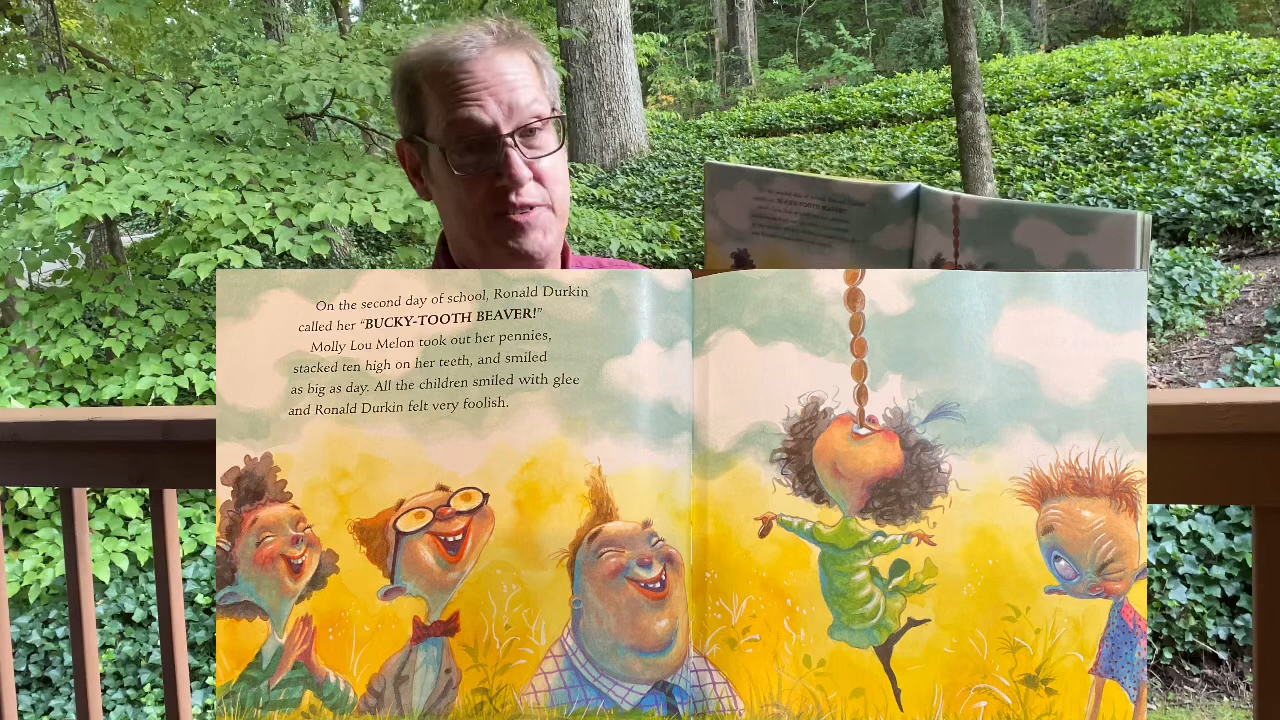 On the second day of school, Ronald Durkin
called her "BUCKY-TOOTH BEAVER!"
Molly Lou Melon took out her pennies,
stacked ten high on her teeth, and smiled
as big as day. All the children smiled with glee
and Ronald Durkin felt very foolish.